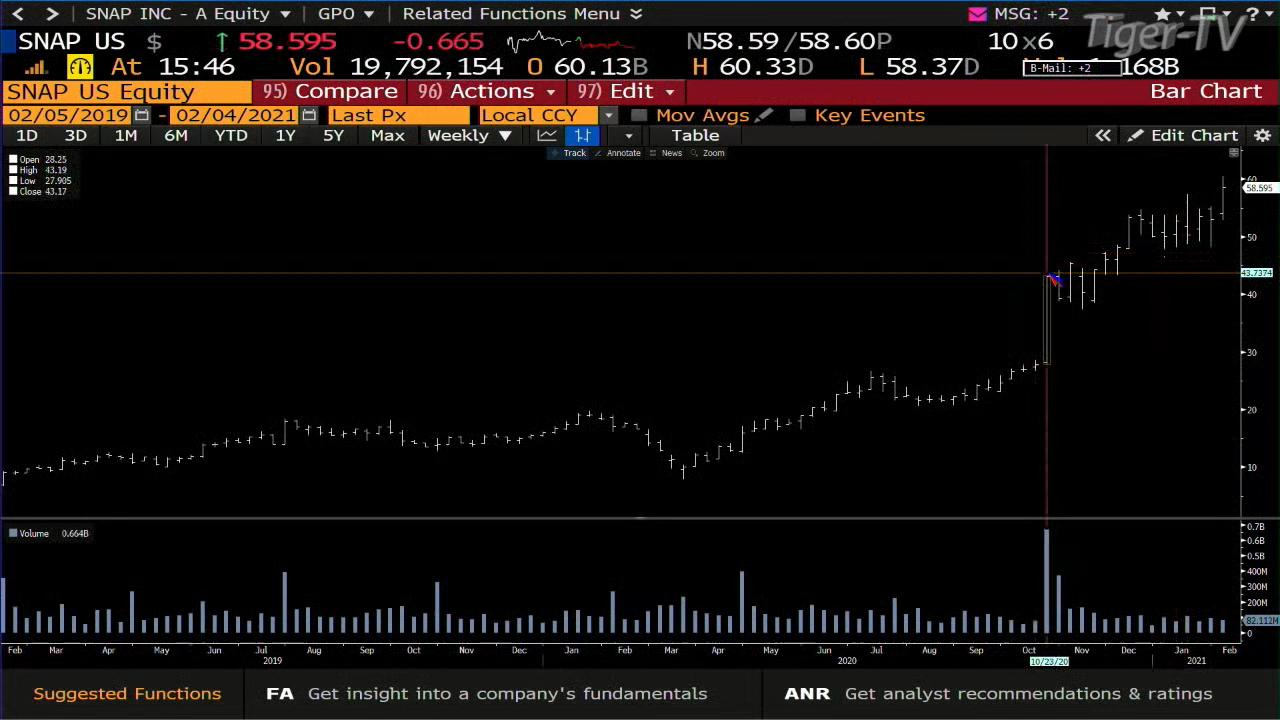 < > SNAP INC - A Equity ▼ GPO ▼ Related Functions Menu MSG: +2 ?
Tiger-TV
SNAP US $ ↑ 58.595 -0.665 N58.59 /58.60P 10x6
At 15:46 Vol 19,792,154 O 60.13B H 60.33D L 58.37D 168B
B-Mail: +2
SNAP US Equity 95) Compare 96) Actions 97) Edit Bar Chart
02/05/2019 - 02/04/2021 Last Px Local CCY Mov Avgs Key Events
1D 3D 1M 6M YTD 1Y 5Y Max Weekly ▼ Table « Edit Chart
Track Annotate News Zoom
Open 28.25
High 43.19
Low 27.905
Close 43.17
60
58.595
50
43.7374
40
30
20
10
Volume 0.664B
0.7B
0.6B
0.5B
400M
300M
200M
82.112M
0
Feb Mar Apr May Jun Jul Aug Sep Oct Nov Dec Jan Feb Mar Apr May Jun Jul Aug Sep Oct Nov Dec Jan Feb
2019 2020 10/23/20 2021
Suggested Functions FA Get insight into a company's fundamentals ANR Get analyst recommendations & ratings